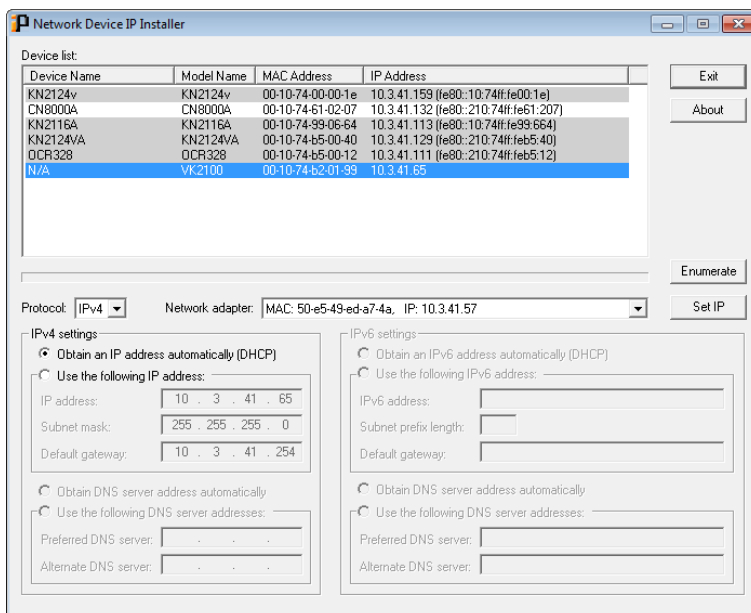 Network Device IP Installer
Device list:
Device Name Model Name MAC Address IP Address
KN2124v KN2124v 00-10-74-00-00-1e 10.3.41.159 (fe80::10:74ff:fe00:1e)
CN8000A CN8000A 00-10-74-61-02-07 10.3.41.132 (fe80::210:74ff:fe61:207)
KN2116A KN2116A 00-10-74-99-06-64 10.3.41.113 (fe80::10:74ff:fe99:664)
KN2124VA KN2124VA 00-10-74-b5-00-40 10.3.41.129 (fe80::210:74ff:feb5:40)
OCR328 OCR328 00-10-74-b5-00-12 10.3.41.111 (fe80::210:74ff:feb5:12)
N/A VK2100 00-10-74-b2-01-99 10.3.41.65
Exit
About
Enumerate
Protocol: IPv4 Network adapter: MAC: 50-e5-49-ed-a7-4a, IP: 10.3.41.57 Set IP
IPv4 settings
Obtain an IP address automatically (DHCP)
Use the following IP address:
IP address: 10 . 3 . 41 . 65
Subnet mask: 255 . 255 . 255 . 0
Default gateway: 10 . 3 . 41 . 254
Obtain DNS server address automatically
Use the following DNS server addresses:
Preferred DNS server: . . .
Alternate DNS server: . . .
IPv6 settings
Obtain an IPv6 address automatically (DHCP)
Use the following IPv6 address:
IPv6 address:
Subnet prefix length:
Default gateway:
Obtain DNS server address automatically
Use the following DNS server addresses:
Preferred DNS server:
Alternate DNS server: